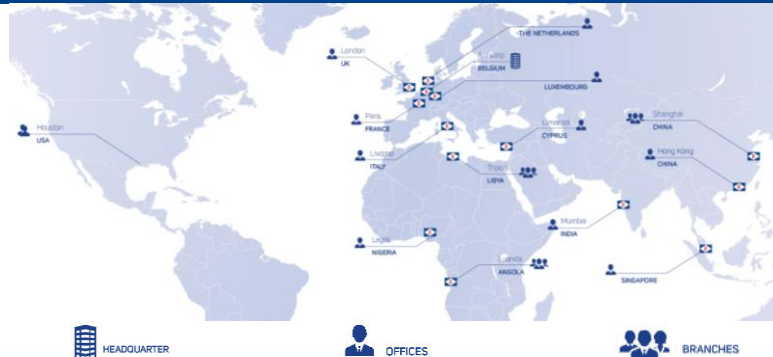 THE NETHERLANDS
London
UK
BELGIUM
LUXEMBOURG
Houston
USA
Paris
FRANCE
Limassol
CYPRUS
Shanghai
CHINA
Livorno
ITALY
Hong Kong
CHINA
Tripoli
LIBYA
Mumbai
INDIA
Lagos
NIGERIA
Luanda
ANGOLA
SINGAPORE
HEADQUARTER
OFFICES
BRANCHES